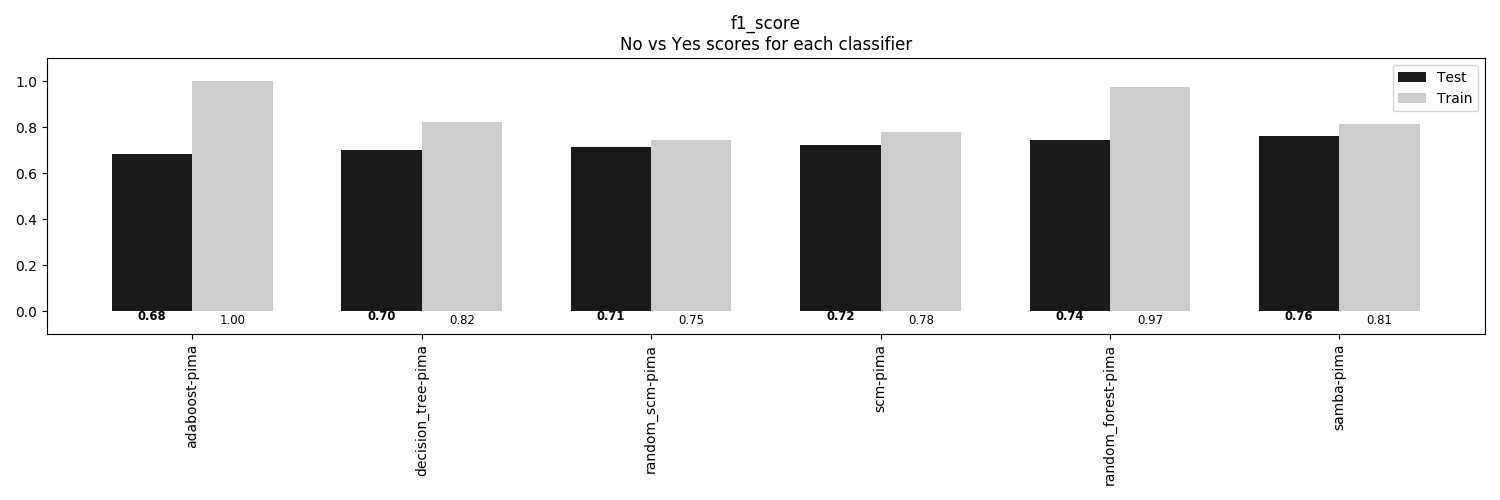 f1_score
No vs Yes scores for each classifier
1.0
0.8
0.6
0.4
0.2
0.0
Test
Train
0.68
1.00
0.70
0.82
0.71
0.75
0.72
0.78
0.74
0.97
0.76
0.81
adaboost-pima
decision_tree-pima
random_scm-pima
scm-pima
random_forest-pima
samba-pima